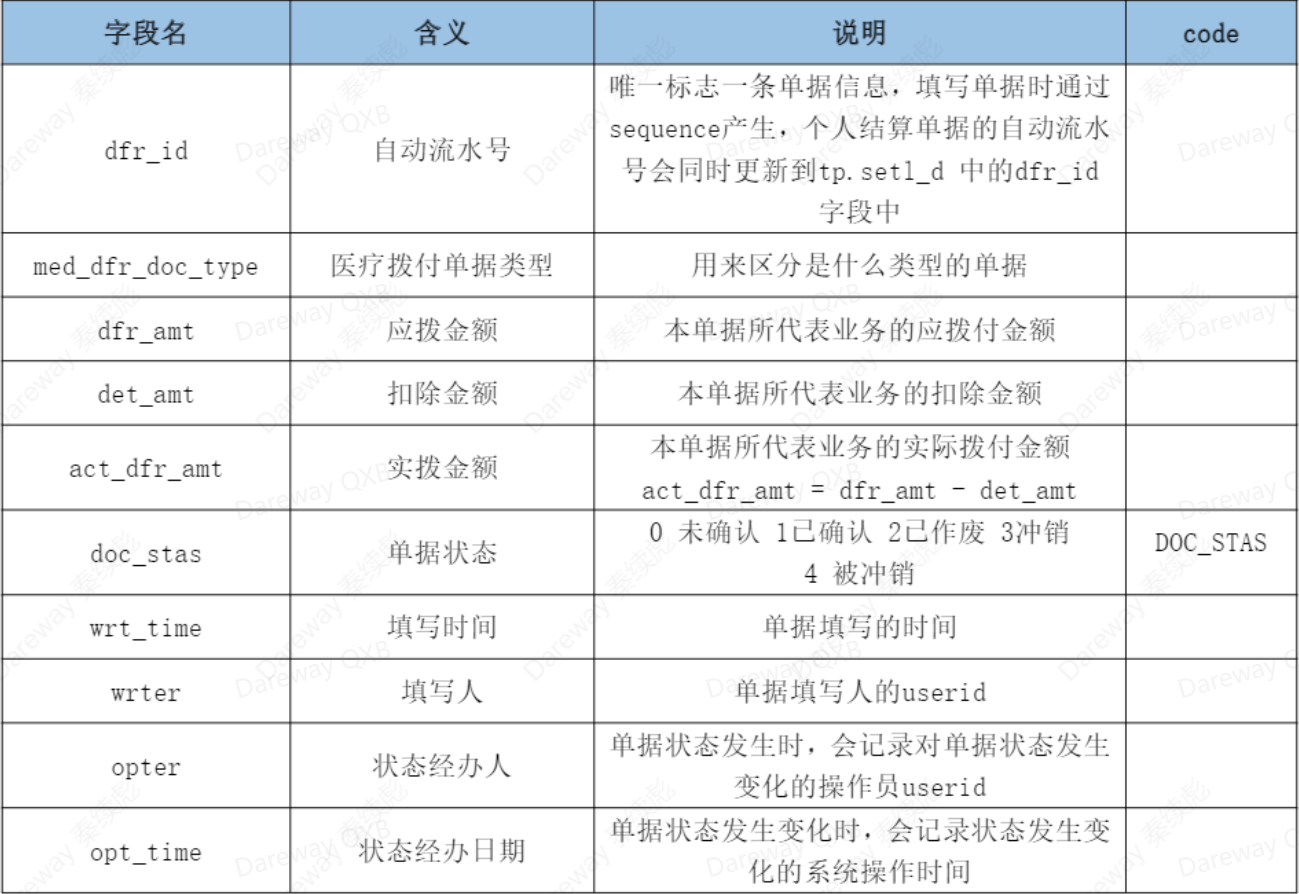 字段名 含义 说明 code
dfr_id 自动流水号 唯一标志一条单据信息，填写单据时通过
sequence产生，个人结算单据的自动流水
号会同时更新到tp.setl_d 中的dfr_id
字段中
med_dfr_doc_type 医疗拨付单据类型 用来区分是什么类型的单据
dfr_amt 应拨金额 本单据所代表业务的应拨付金额
det_amt 扣除金额 本单据所代表业务的扣除金额
act_dfr_amt 实拨金额 本单据所代表业务的实际拨付金额
act_dfr_amt = dfr_amt - det_amt
doc_stas 单据状态 0 未确认 1已确认 2已作废 3冲销
4 被冲销 DOC_STAS
wrt_time 填写时间 单据填写的时间
wrter 填写人 单据填写人的userid
opter 状态经办人 单据状态发生时，会记录对单据状态发生
变化的操作员userid
opt_time 状态经办日期 单据状态发生变化时，会记录状态发生变
化的系统操作时间
Dareway 秦续彪
Dareway QXB